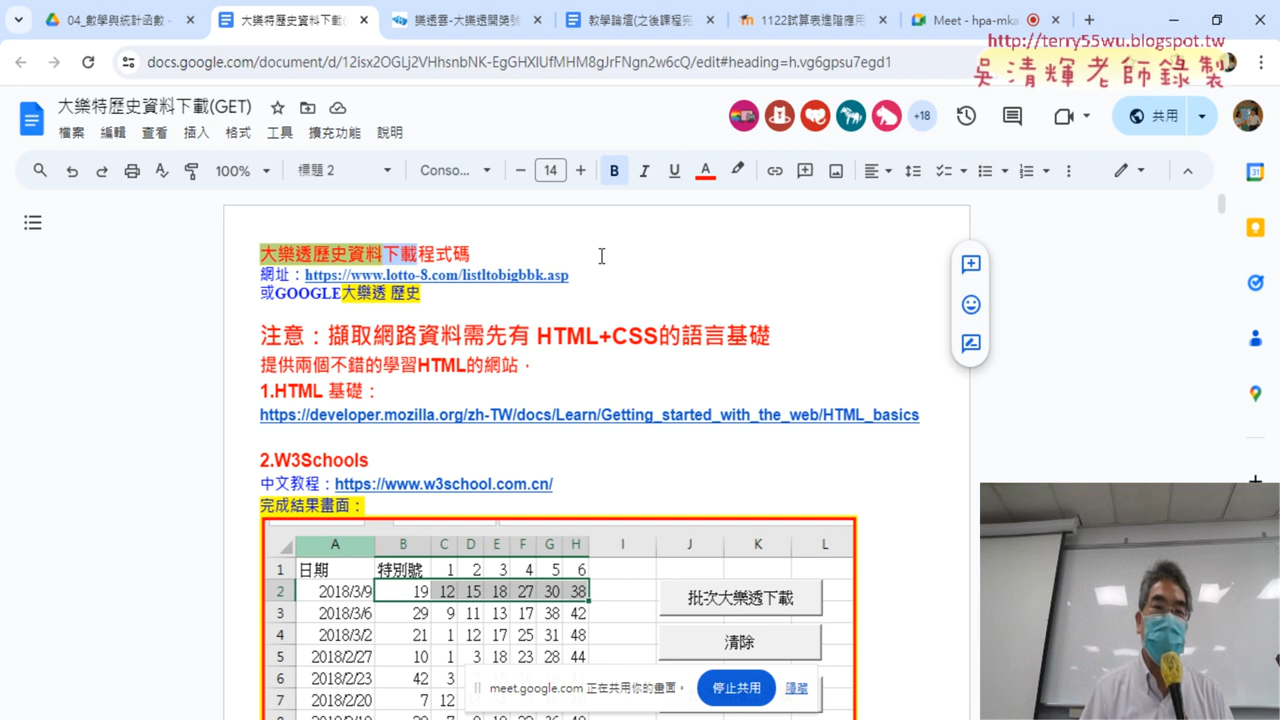 04_數學與統計函數 -
大樂特歷史資料下載(
樂透雲-大樂透開獎號
教學論壇(之後課程完
1122試算表進階應用
Meet - hpa-mka
http://terry55wu.blogspot.tw
docs.google.com/document/d/12isx2OGLj2VHhsnbNK-EgGHXlUfMHM8gJrFNgn2w6cQ/edit#heading=h.vg6gpsu7egd1
吳清輝老師錄製
大樂特歷史資料下載(GET)
檔案 編輯 查看 插入 格式 工具 擴充功能 說明
+18
共用
100% 標題 2 Conso... 14 B I U A
大樂透歷史資料下載程式碼
網址：https://www.lotto-8.com/listltobigbbk.asp
或GOOGLE大樂透 歷史
注意：擷取網路資料需先有 HTML+CSS的語言基礎
提供兩個不錯的學習HTML的網站，
1.HTML 基礎：
https://developer.mozilla.org/zh-TW/docs/Learn/Getting_started_with_the_web/HTML_basics
2.W3Schools
中文教程：https://www.w3school.com.cn/
完成結果畫面：
A B C D E F G H I J K L
1 日期 特別號 1 2 3 4 5 6
2 2018/3/9 19 12 15 18 27 30 38
批次大樂透下載
3 2018/3/6 29 9 11 13 17 38 42
4 2018/3/2 21 1 12 17 25 31 48
清除
5 2018/2/27 10 1 3 18 23 28 44
6 2018/2/23 42 3
7 2018/2/20 7 12
meet.google.com 正在共用你的畫面。 停止共用 隱藏